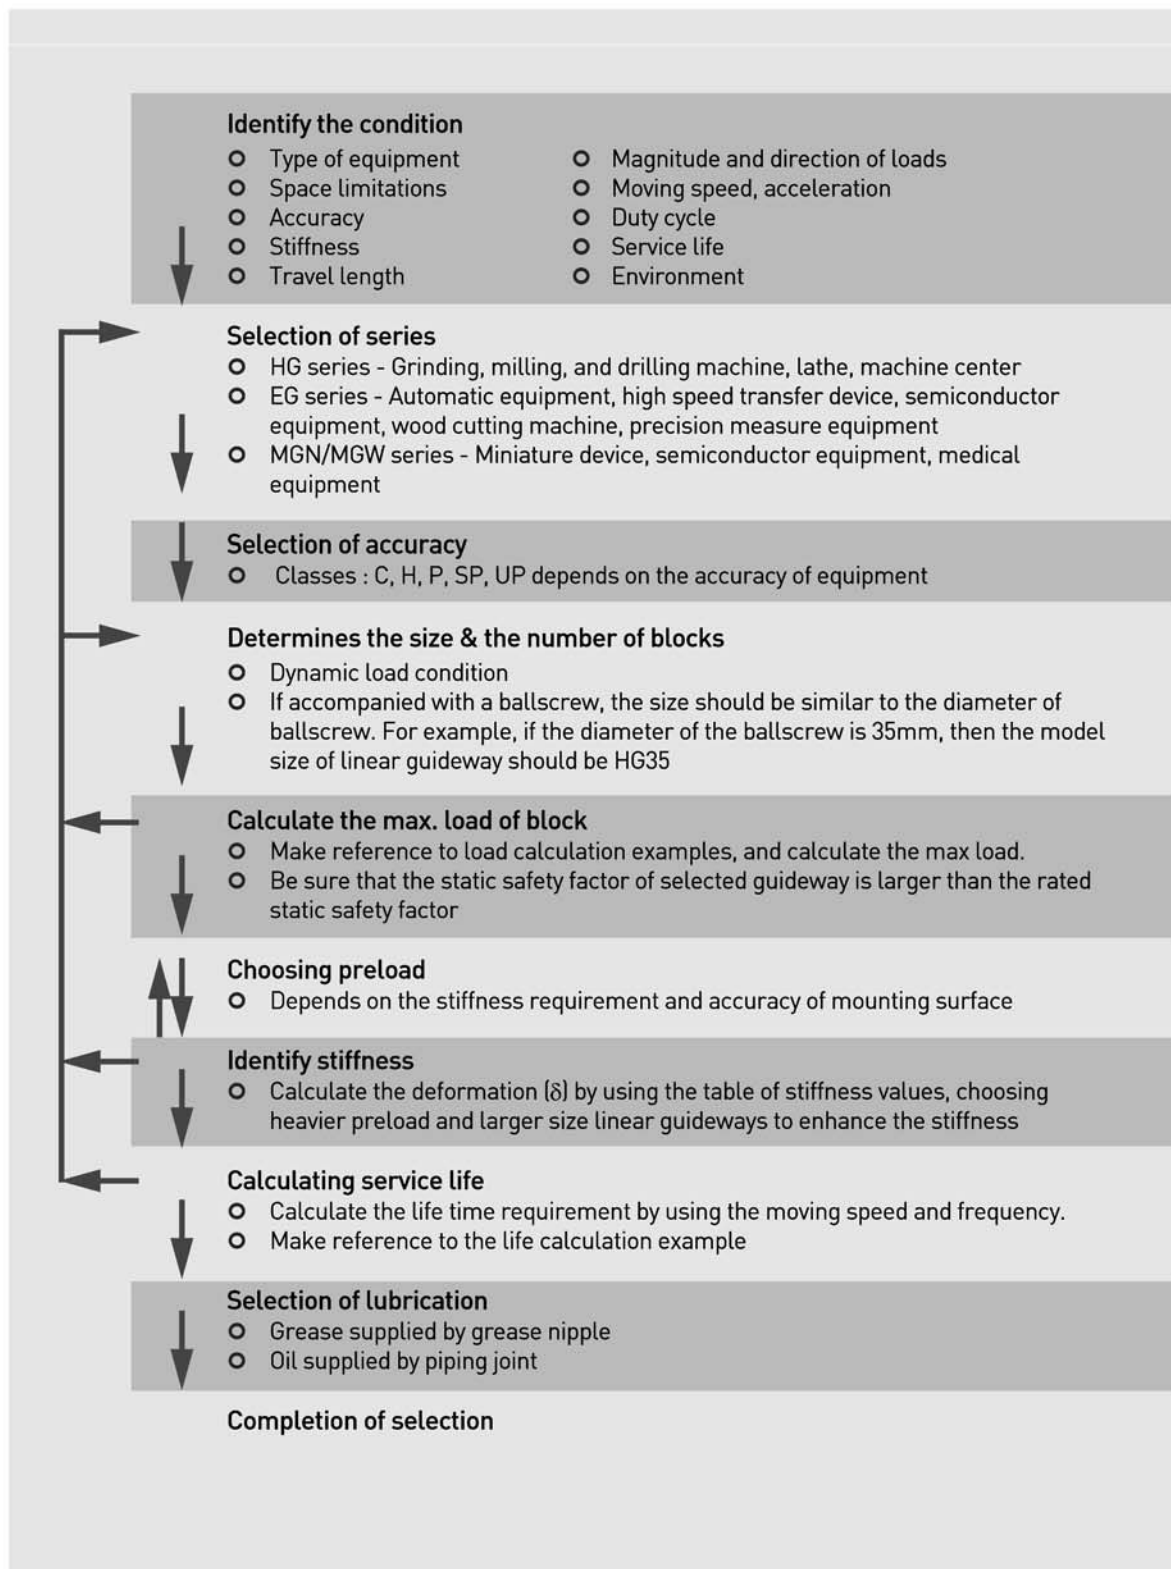 Identify the condition
Type of equipment
Space limitations
Accuracy
Stiffness
Travel length
Magnitude and direction of loads
Moving speed, acceleration
Duty cycle
Service life
Environment
Selection of series
HG series - Grinding, milling, and drilling machine, lathe, machine center
EG series - Automatic equipment, high speed transfer device, semiconductor
equipment, wood cutting machine, precision measure equipment
MGN/MGW series - Miniature device, semiconductor equipment, medical
equipment
Selection of accuracy
Classes : C, H, P, SP, UP depends on the accuracy of equipment
Determines the size & the number of blocks
Dynamic load condition
If accompanied with a ballscrew, the size should be similar to the diameter of
ballscrew. For example, if the diameter of the ballscrew is 35mm, then the model
size of linear guideway should be HG35
Calculate the max. load of block
Make reference to load calculation examples, and calculate the max load.
Be sure that the static safety factor of selected guideway is larger than the rated
static safety factor
Choosing preload
Depends on the stiffness requirement and accuracy of mounting surface
Identify stiffness
Calculate the deformation (δ) by using the table of stiffness values, choosing
heavier preload and larger size linear guideways to enhance the stiffness
Calculating service life
Calculate the life time requirement by using the moving speed and frequency.
Make reference to the life calculation example
Selection of lubrication
Grease supplied by grease nipple
Oil supplied by piping joint
Completion of selection